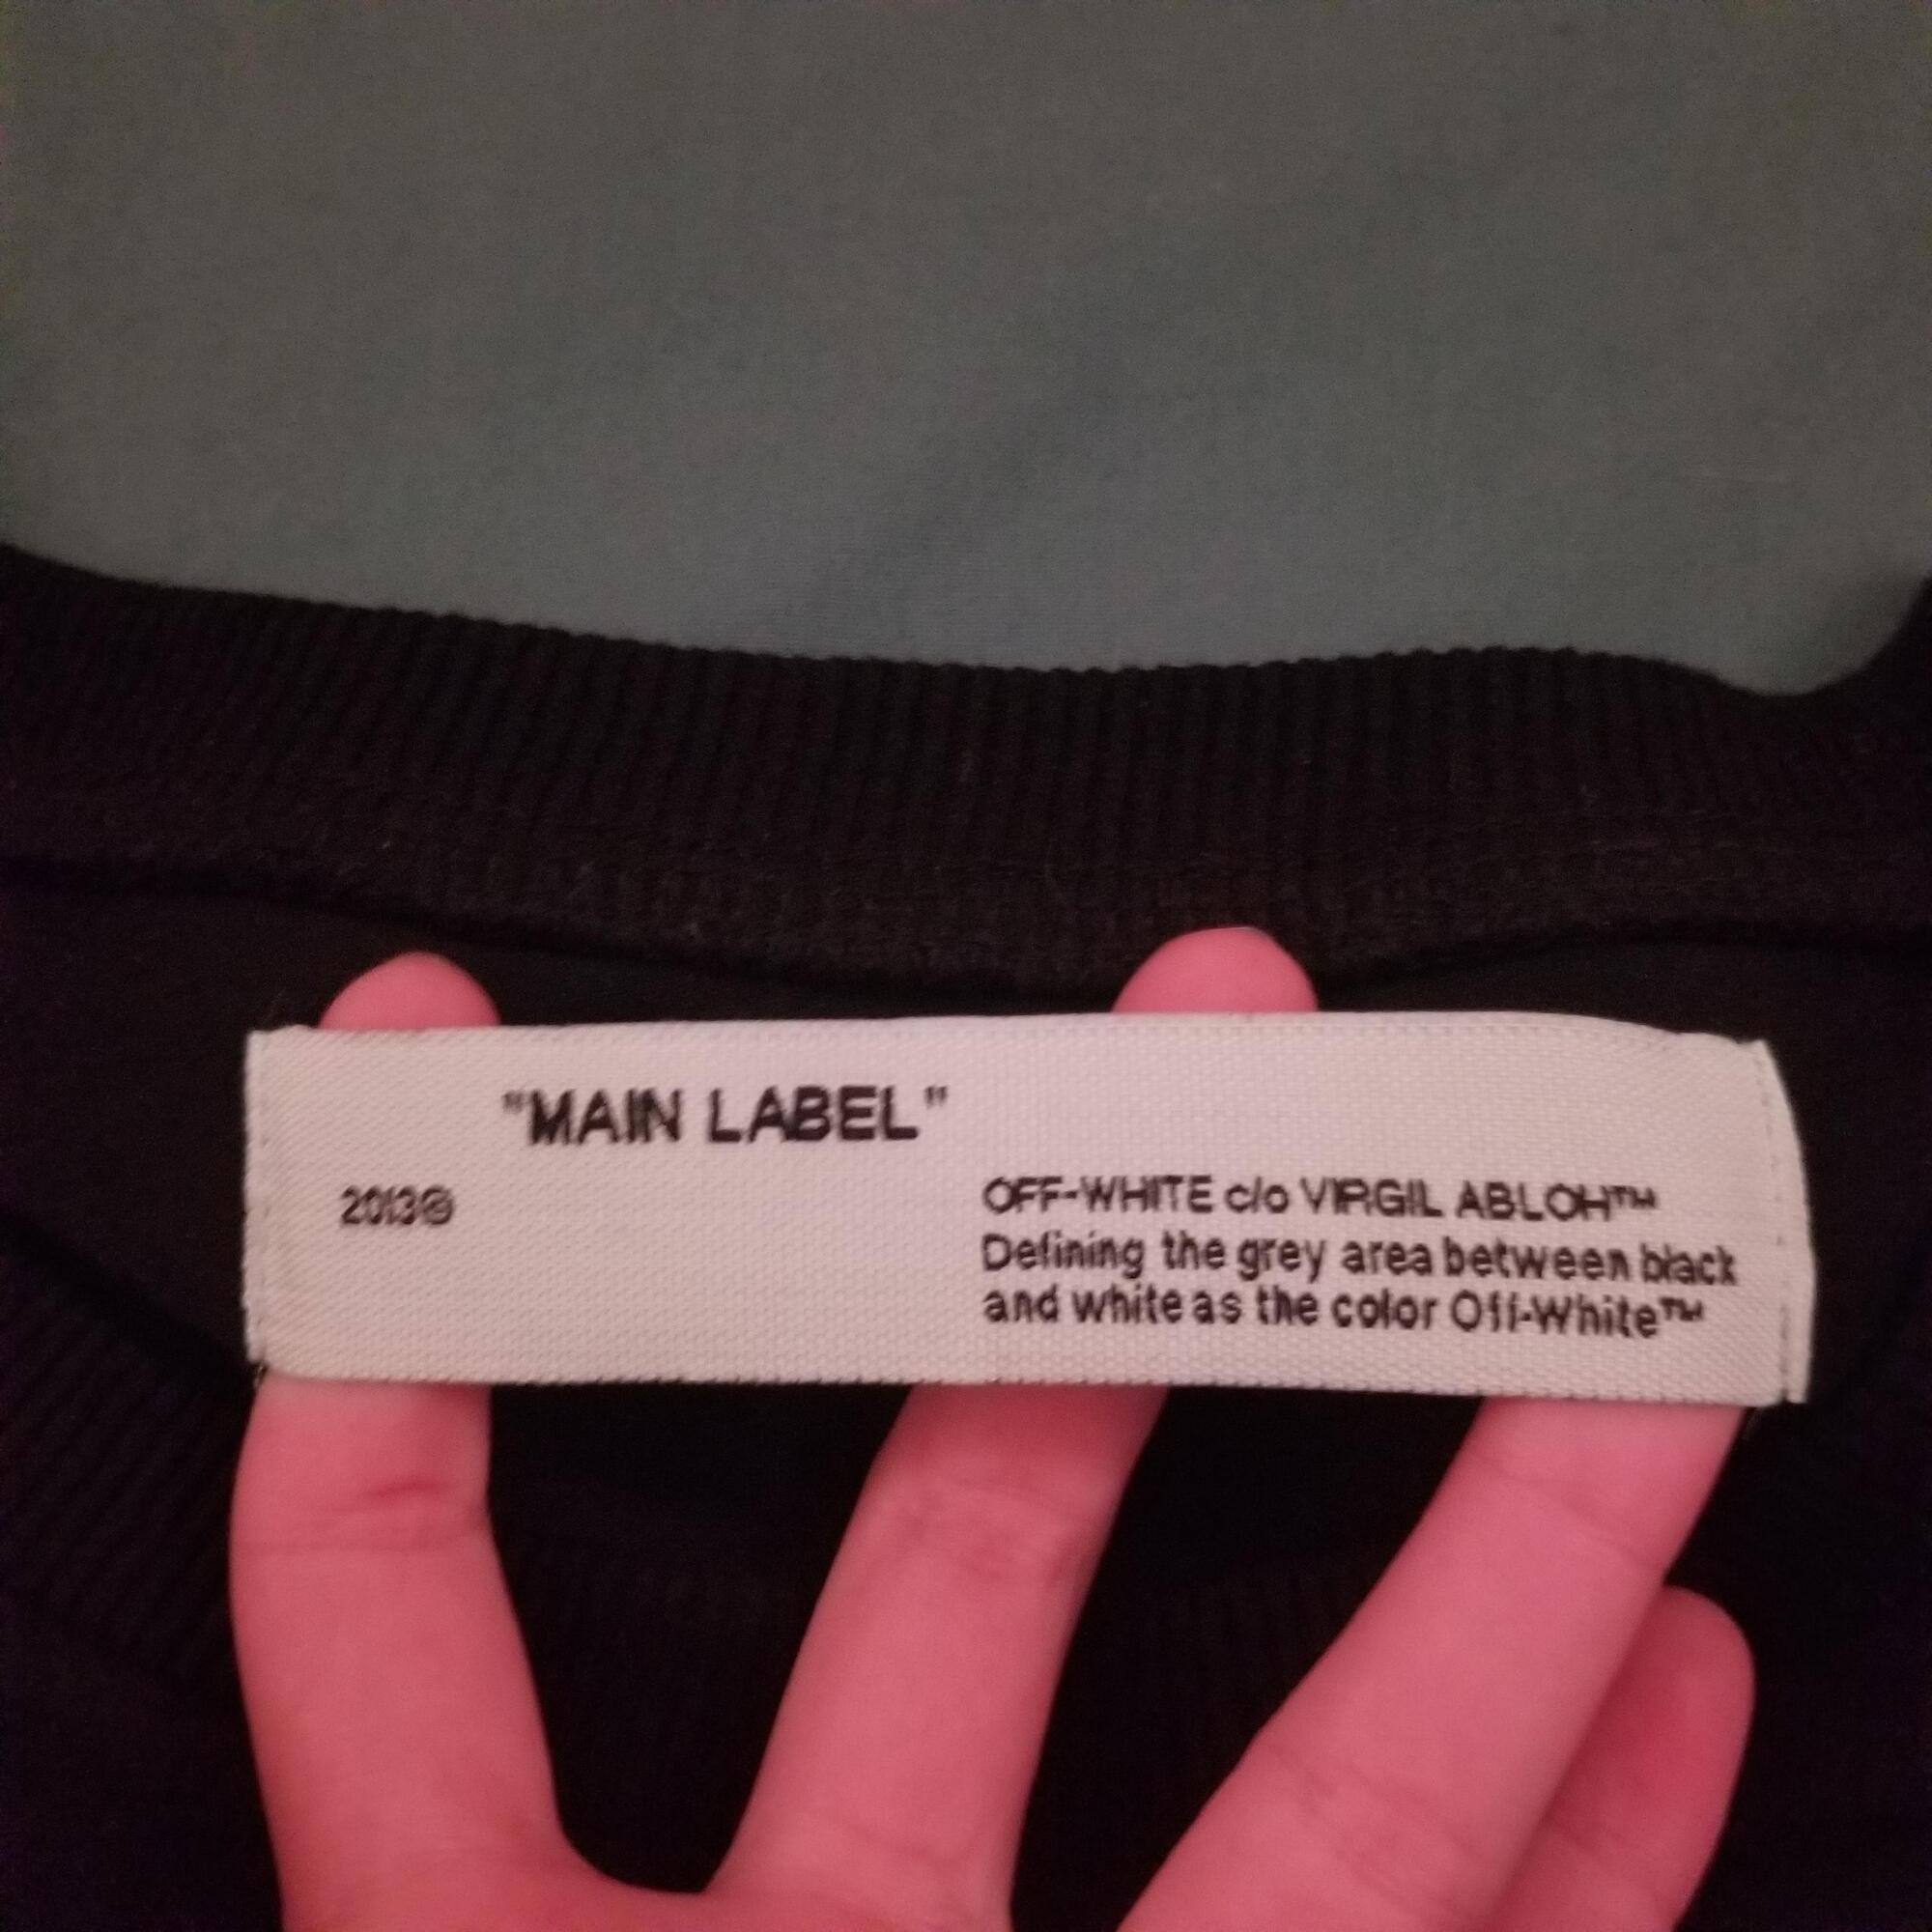 "MAIN LABEL"
2013®
OFF-WHITE c/o VIRGIL ABLOH™
Defining the grey area between black
and white as the color Off-White™